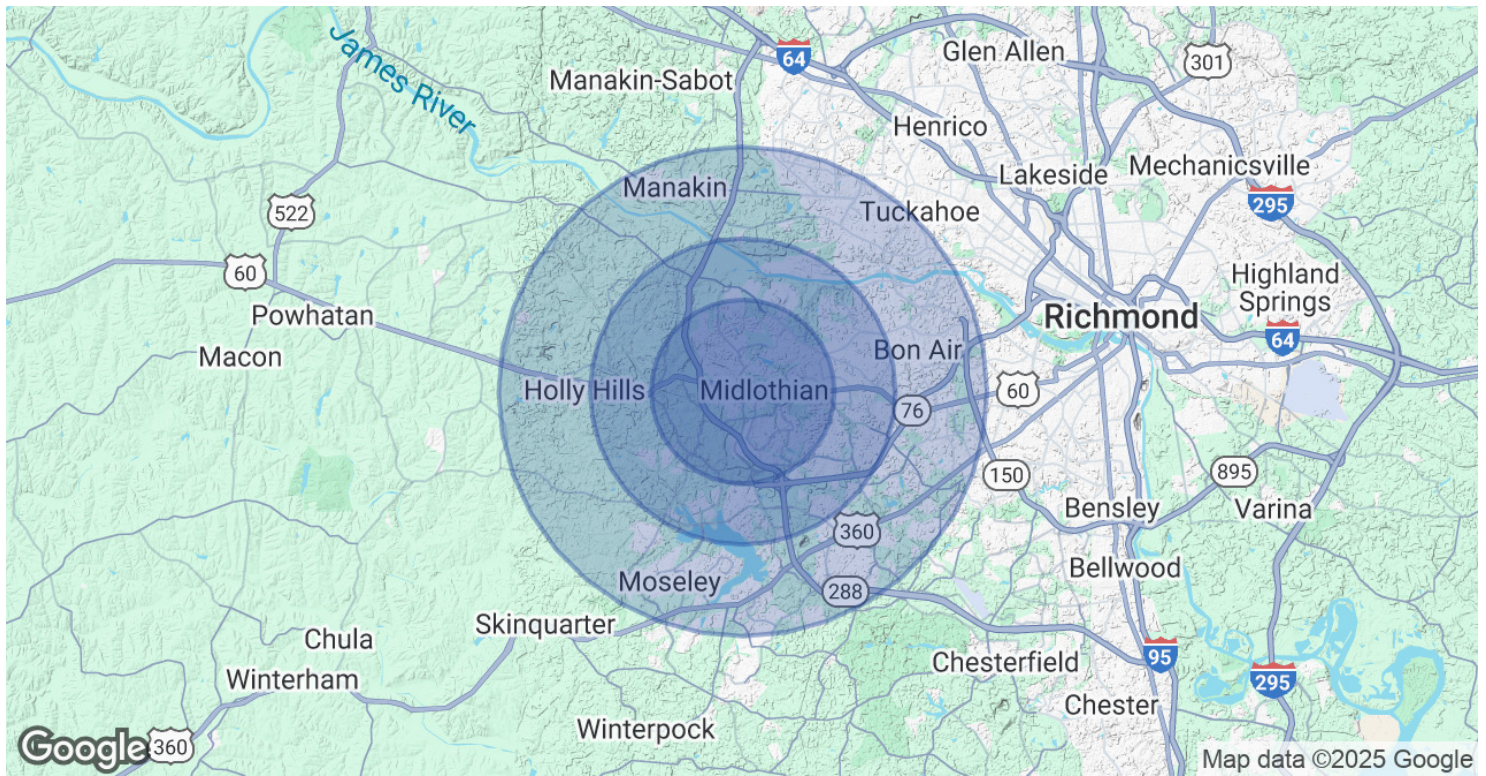 James River
Manakin-Sabot
64
Glen Allen
301
Henrico
Lakeside
Mechanicsville
Manakin
522
Tuckahoe
295
60
Highland
Springs
Powhatan
Richmond
64
Macon
Bon Air
Holly Hills
Midlothian
60
76
150
895
360
Bensley
Varina
Moseley
288
Bellwood
Skinquarter
Chula
95
Chesterfield
Winterham
295
Chester
Winterpock
Google
360
Map data ©2025 Google